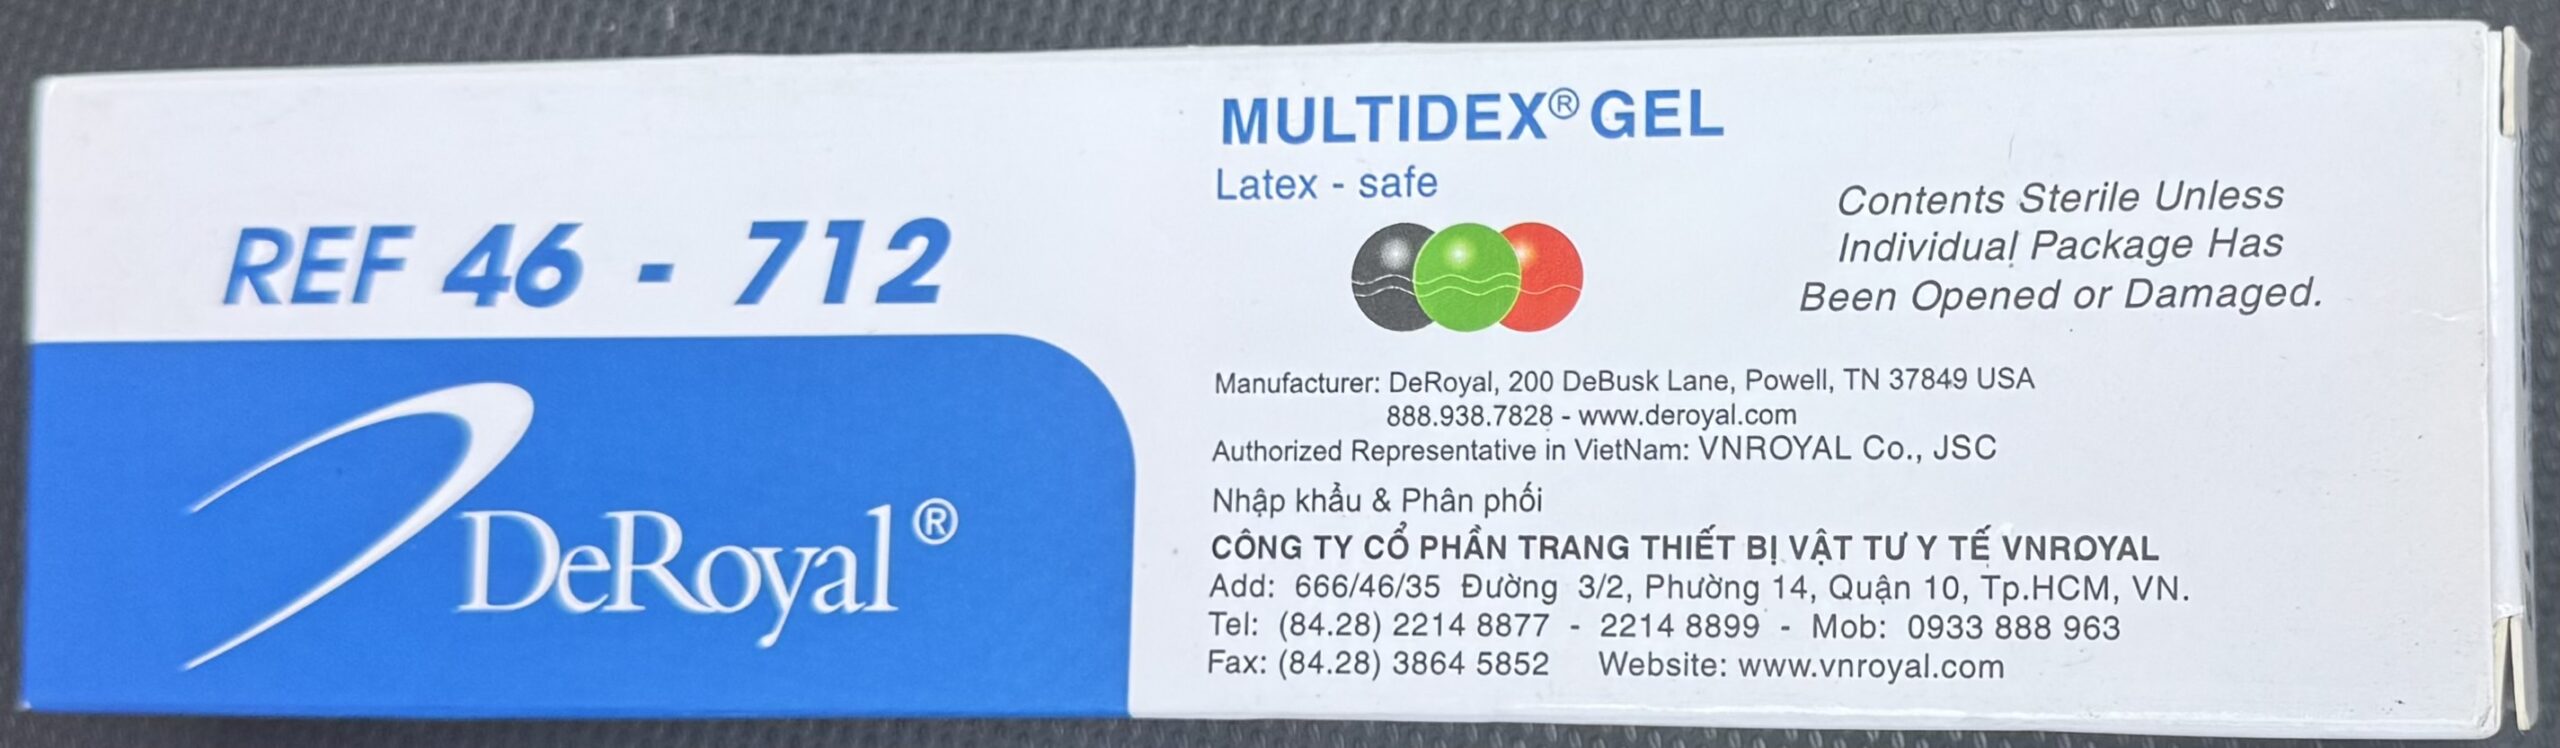 REF 46 - 712
DeRoyal®
MULTIDEX® GEL
Latex - safe
Contents Sterile Unless
Individual Package Has
Been Opened or Damaged.
Manufacturer: DeRoyal, 200 DeBusk Lane, Powell, TN 37849 USA
888.938.7828 - www.deroyal.com
Authorized Representative in VietNam: VNROYAL Co., JSC
Nhập khẩu & Phân phối
CÔNG TY CỔ PHẦN TRANG THIẾT BỊ VẬT TƯ Y TẾ VNROYAL
Add: 666/46/35 Đường 3/2, Phường 14, Quận 10, Tp.HCM, VN.
Tel: (84.28) 2214 8877 - 2214 8899 - Mob: 0933 888 963
Fax: (84.28) 3864 5852 Website: www.vnroyal.com